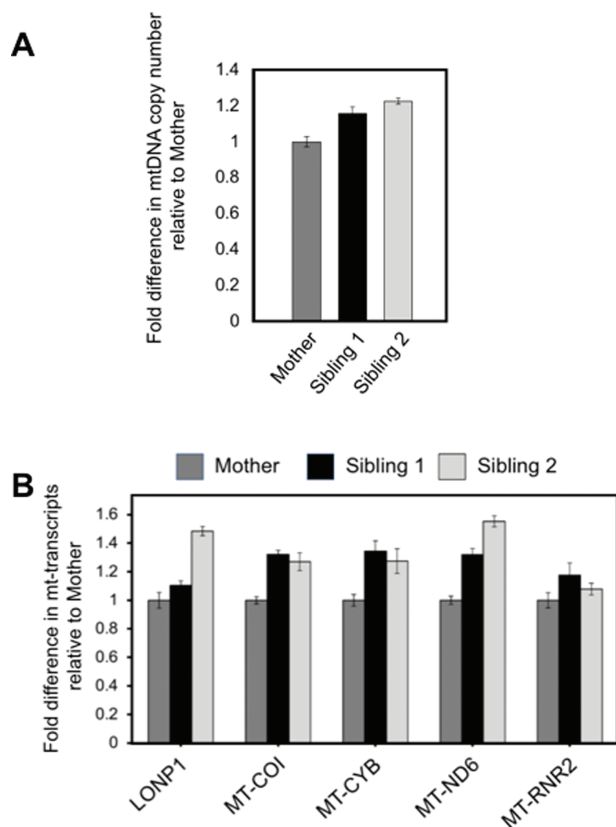 A
Fold difference in mtDNA copy number
relative to Mother
1.4
1.2
1
0.8
0.6
0.4
0.2
0
Mother
Sibling 1
Sibling 2
B
Mother
Sibling 1
Sibling 2
Fold difference in mt-transcripts
relative to Mother
1.6
1.4
1.2
1
0.8
0.6
0.4
0.2
0
LONP1
MT-COI
MT-CYB
MT-ND6
MT-RNR2